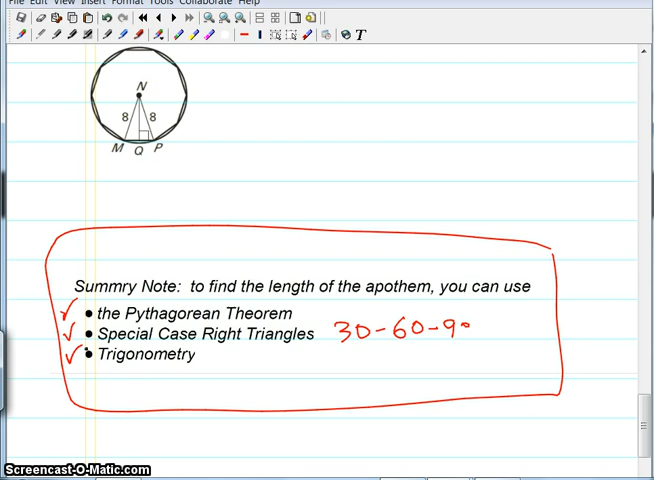 File Edit View Insert Format Tools Collaborate Help
T
N
8 8
M Q P
Summry Note: to find the length of the apothem, you can use
• the Pythagorean Theorem
• Special Case Right Triangles 30-60-90
• Trigonometry
Screencast-O-Matic.com